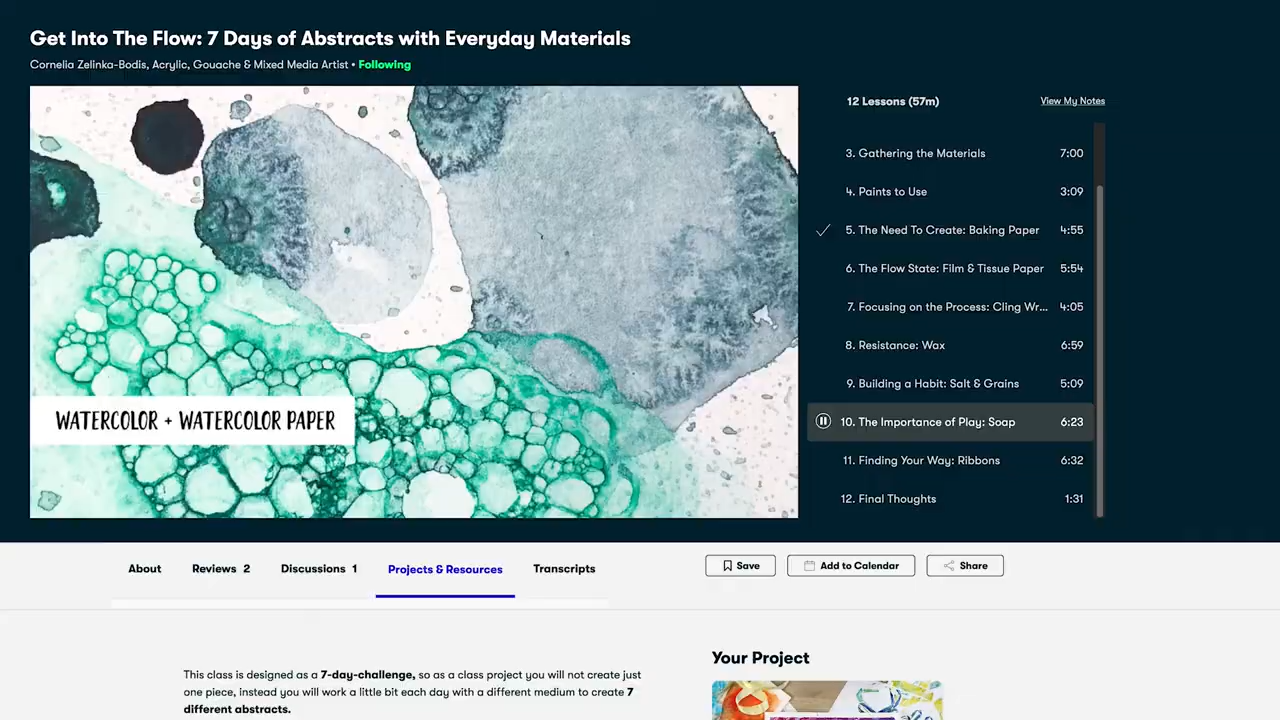 Get Into The Flow: 7 Days of Abstracts with Everyday Materials
Cornelia Zelinka-Bodis, Acrylic, Gouache & Mixed Media Artist • Following
WATERCOLOR + WATERCOLOR PAPER
12 Lessons (57m)
View My Notes
3. Gathering the Materials 7:00
4. Paints to Use 3:09
5. The Need To Create: Baking Paper 4:55
6. The Flow State: Film & Tissue Paper 5:54
7. Focusing on the Process: Cling Wr... 4:05
8. Resistance: Wax 6:59
9. Building a Habit: Salt & Grains 5:09
10. The Importance of Play: Soap 6:23
11. Finding Your Way: Ribbons 6:32
12. Final Thoughts 1:31
About Reviews 2 Discussions 1 Projects & Resources Transcripts
Save Add to Calendar Share
This class is designed as a 7-day-challenge, so as a class project you will not create just
one piece, instead you will work a little bit each day with a different medium to create 7
different abstracts.
Your Project